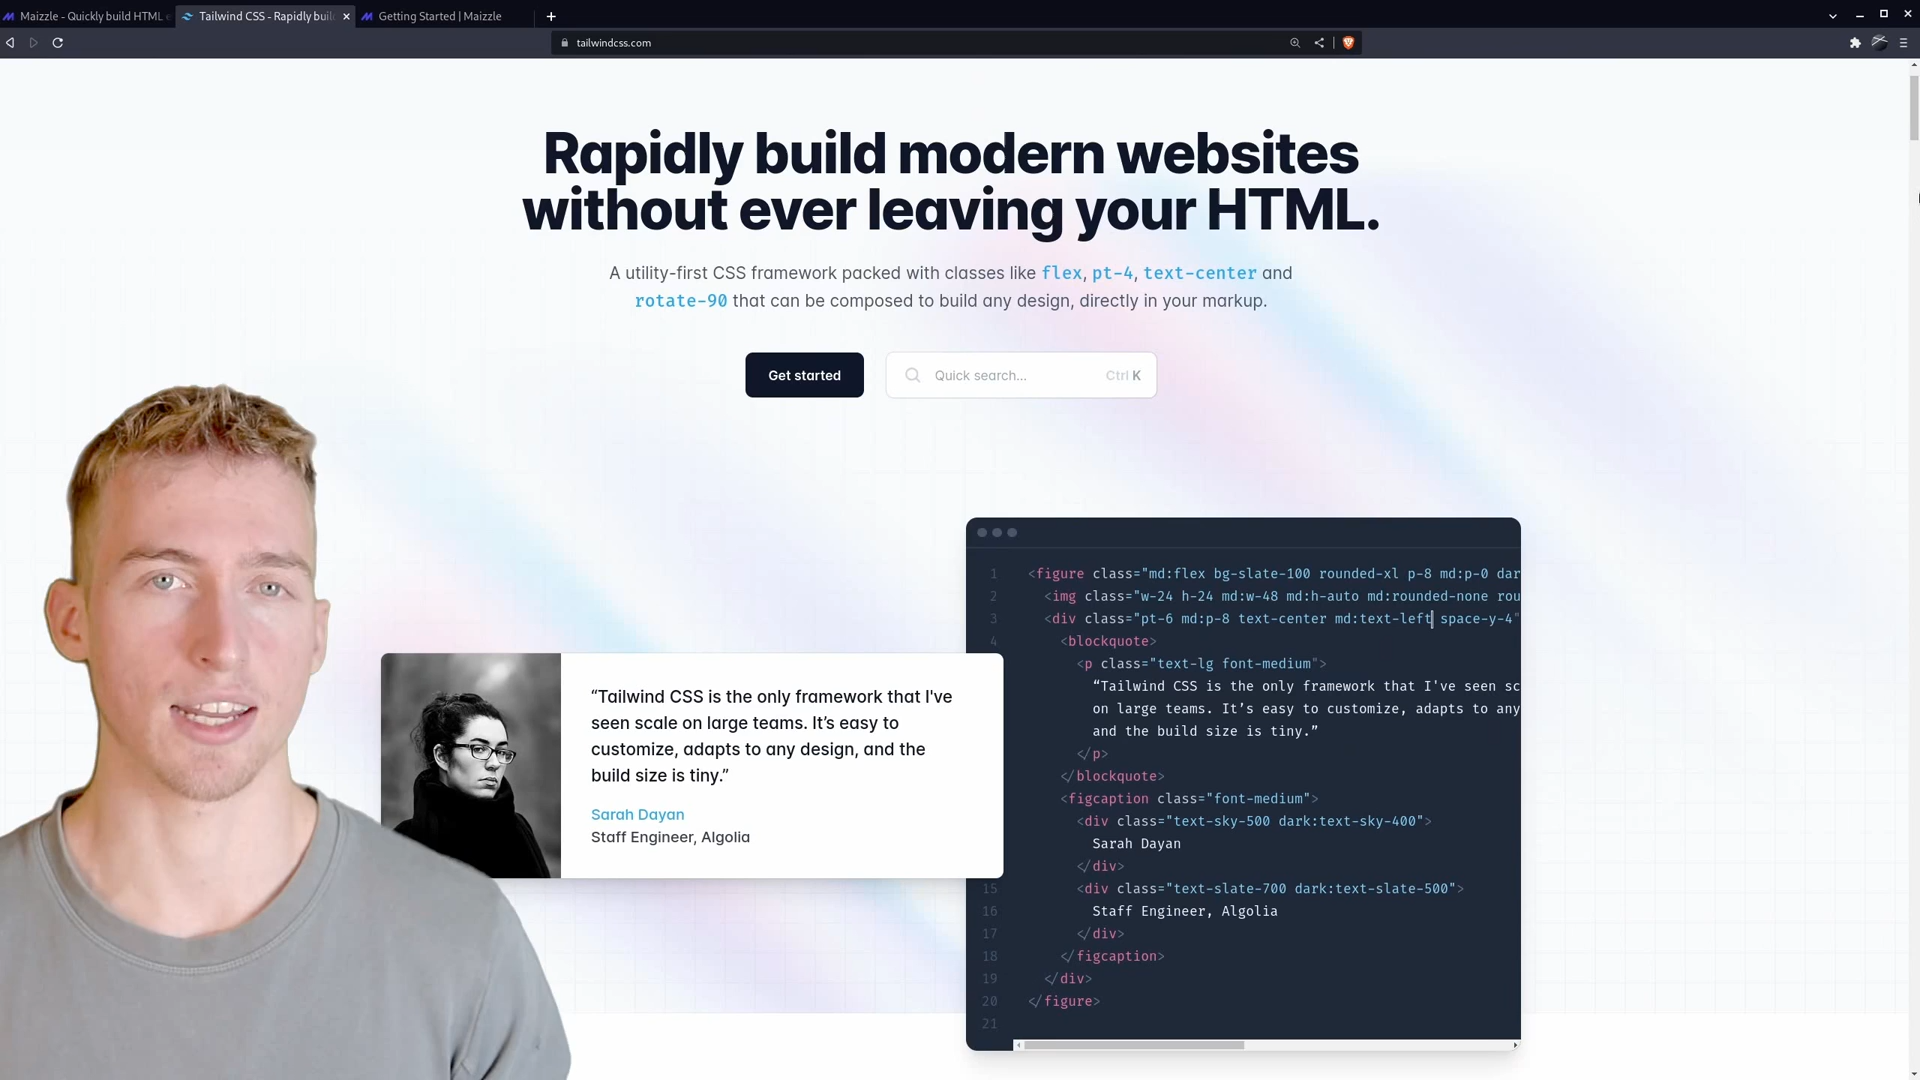 Maizzle - Quickly build HTML e
Tailwind CSS - Rapidly buil
Getting Started | Maizzle
tailwindcss.com
Rapidly build modern websites
without ever leaving your HTML.
A utility-first CSS framework packed with classes like flex, pt-4, text-center and
rotate-90 that can be composed to build any design, directly in your markup.
Get started
Quick search...
Ctrl K
“Tailwind CSS is the only framework that I've
seen scale on large teams. It’s easy to
customize, adapts to any design, and the
build size is tiny.”
Sarah Dayan
Staff Engineer, Algolia
1 <figure class="md:flex bg-slate-100 rounded-xl p-8 md:p-0 dar
2 <img class="w-24 h-24 md:w-48 md:h-auto md:rounded-none rou
3 <div class="pt-6 md:p-8 text-center md:text-left space-y-4"
4 <blockquote>
<p class="text-lg font-medium">
“Tailwind CSS is the only framework that I've seen sc
on large teams. It’s easy to customize, adapts to any
and the build size is tiny.”
</p>
</blockquote>
<figcaption class="font-medium">
<div class="text-sky-500 dark:text-sky-400">
Sarah Dayan
</div>
15 <div class="text-slate-700 dark:text-slate-500">
16 Staff Engineer, Algolia
17 </div>
18 </figcaption>
19 </div>
20 </figure>
21